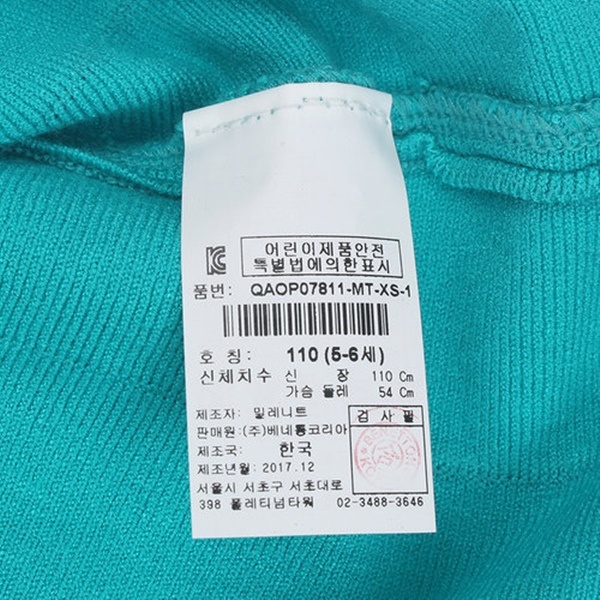 어린이제품안전
특별법에의한표시
품번: QAOP07811-MT-XS-1
호 칭: 110 (5-6세)
신체치수 신 장 110 Cm
가슴 둘레 54 Cm
제조자: 밀레니트
판매원: (주)베네통코리아
제조국: 한국
제조년월: 2017.12
검 사 필
BENETTON
서울시 서초구 서초대로
398 플레티넘타워 02-3488-3646